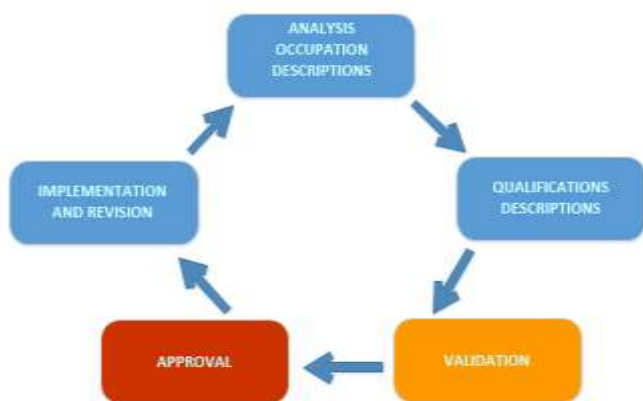 ANALYSIS
OCCUPATION
DESCRIPTIONS
QUALIFICATIONS
DESCRIPTIONS
VALIDATION
APPROVAL
IMPLEMENTATION
AND REVISION